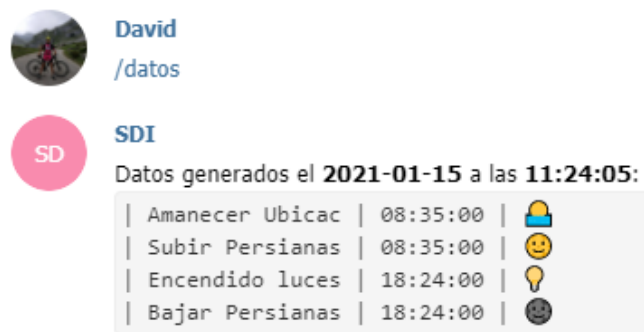 David
/datos
SD
SDI
Datos generados el 2021-01-15 a las 11:24:05:
| Amanecer Ubicac | 08:35:00 | 
| Subir Persianas | 08:35:00 | 
| Encendido luces | 18:24:00 | 
| Bajar Persianas | 18:24:00 |